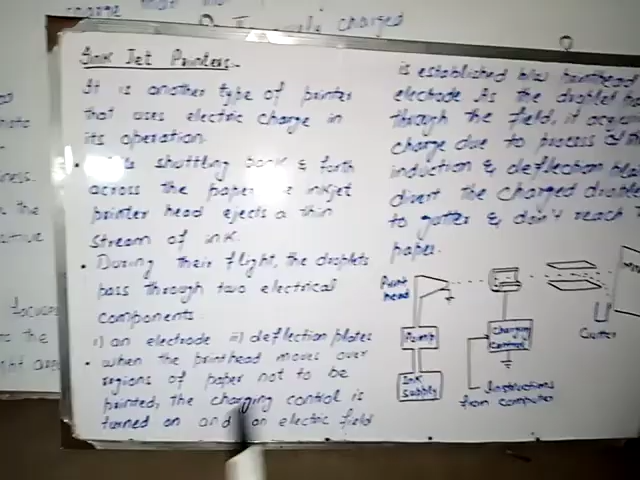 charged
Ink Jet Printers:-
It is another type of printer
that uses electric charge in
its operation.
shuttling back & forth
across the paper inkjet
printer head ejects a thin
stream of ink.
• During their flight, the droplets
pass through two electrical
components.
i) an electrode ii) deflection plates
• when the printhead moves over
regions of paper not to be
printed, the charging control is
turned on and an electric field
is established b/w printhead
electrode As the droplet
through the field, it
charge due to process of
induction & deflection
divert the charged
to gutter & don't reach
paper.
Print
head
Pump
Ink
supply
Charging
control
Instructions
from computer
Gutter